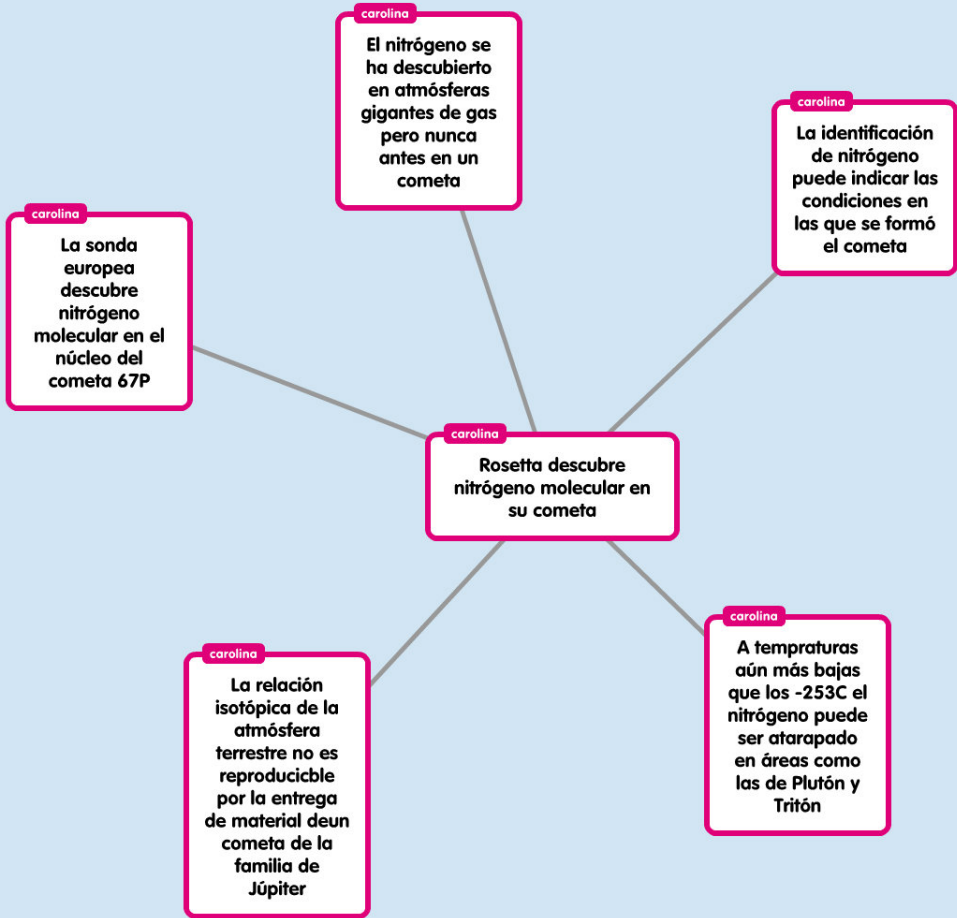 carolina
El nitrógeno se
ha descubierto
en atmósferas
gigantes de gas
pero nunca
antes en un
cometa
carolina
La identificación
de nitrógeno
puede indicar las
condiciones en
las que se formó
el cometa
carolina
La sonda
europea
descubre
nitrógeno
molecular en el
núcleo del
cometa 67P
carolina
Rosetta descubre
nitrógeno molecular en
su cometa
carolina
La relación
isotópica de la
atmósfera
terrestre no es
reproducicble
por la entrega
de material deun
cometa de la
familia de
Júpiter
carolina
A tempraturas
aún más bajas
que los -253C el
nitrógeno puede
ser atarapado
en áreas como
las de Plutón y
Tritón